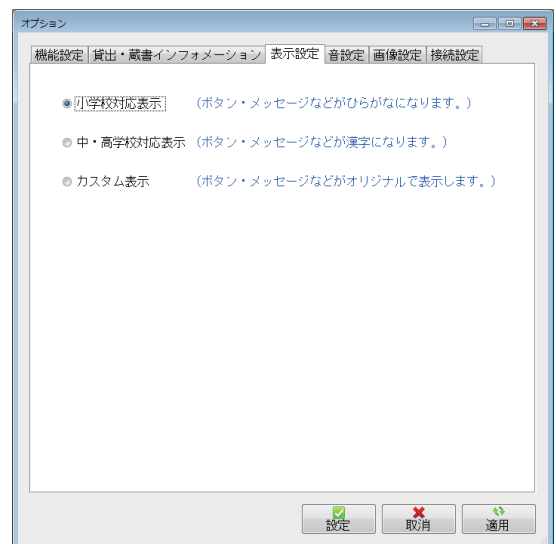 オプション
機能設定 貸出・蔵書インフォメーション 表示設定 音設定 画像設定 接続設定
小学校対応表示 (ボタン・メッセージなどがひらがなになります。)
中・高学校対応表示 (ボタン・メッセージなどが漢字になります。)
カスタム表示 (ボタン・メッセージなどがオリジナルで表示します。)
設定 取消 適用